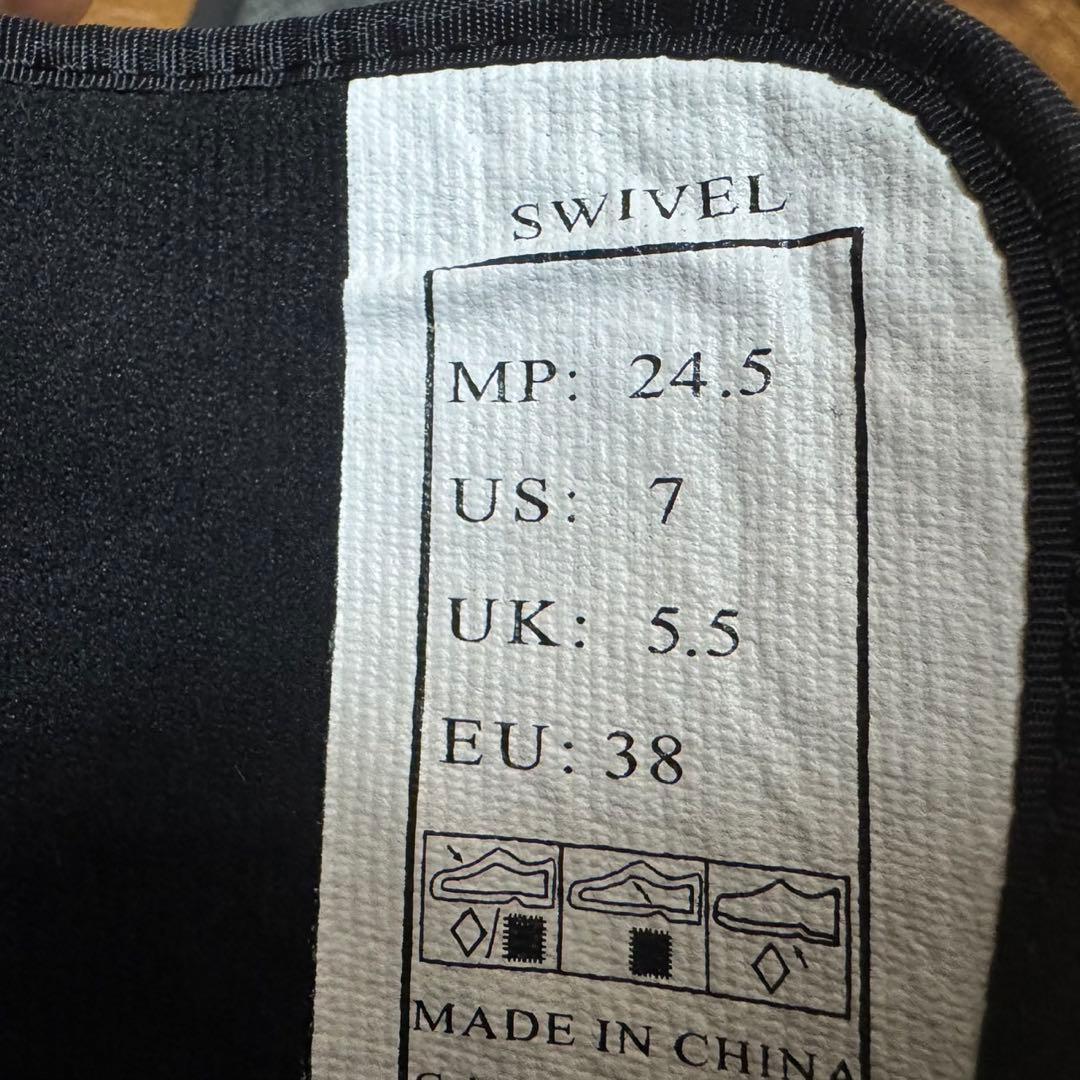 SWIVEL
MP: 24.5
US: 7
UK: 5.5
EU: 38
MADE IN CHINA